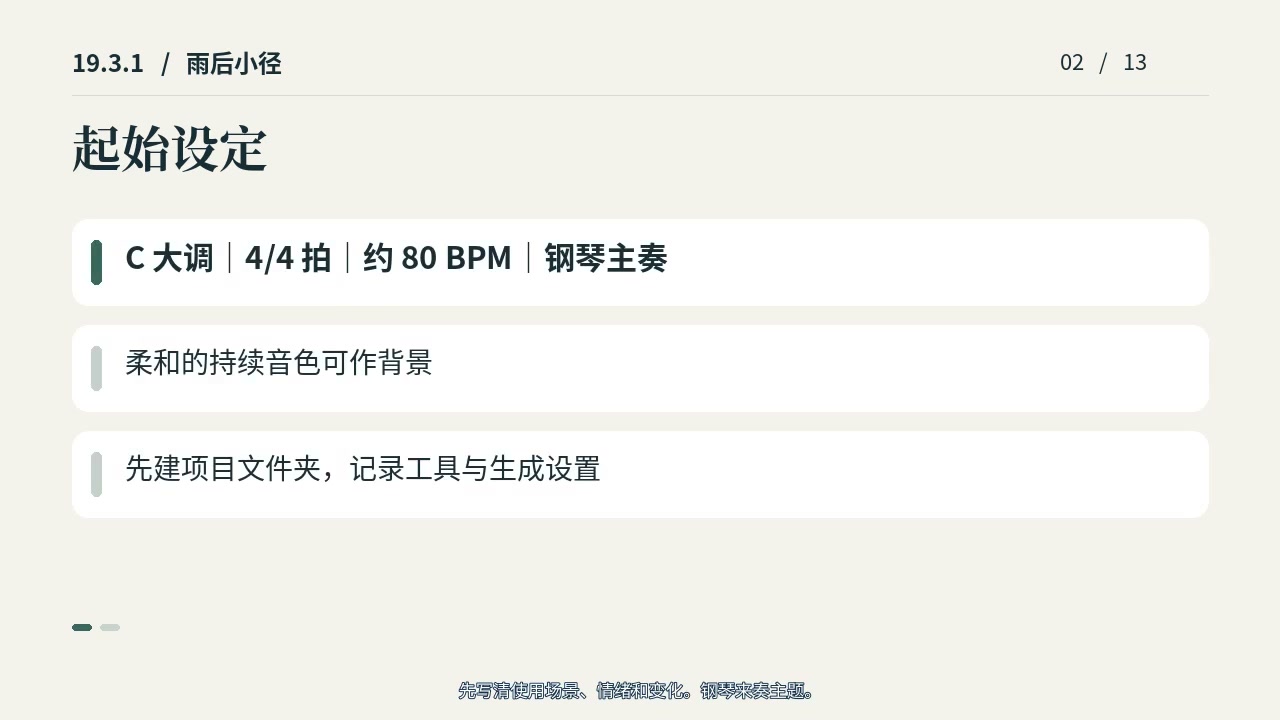 19.3.1 / 雨后小径
02 / 13
起始设定
C 大调｜4/4 拍｜约 80 BPM｜钢琴主奏
柔和的持续音色可作背景
先建项目文件夹，记录工具与生成设置
先写清使用场景、情绪和变化。钢琴来奏主题。